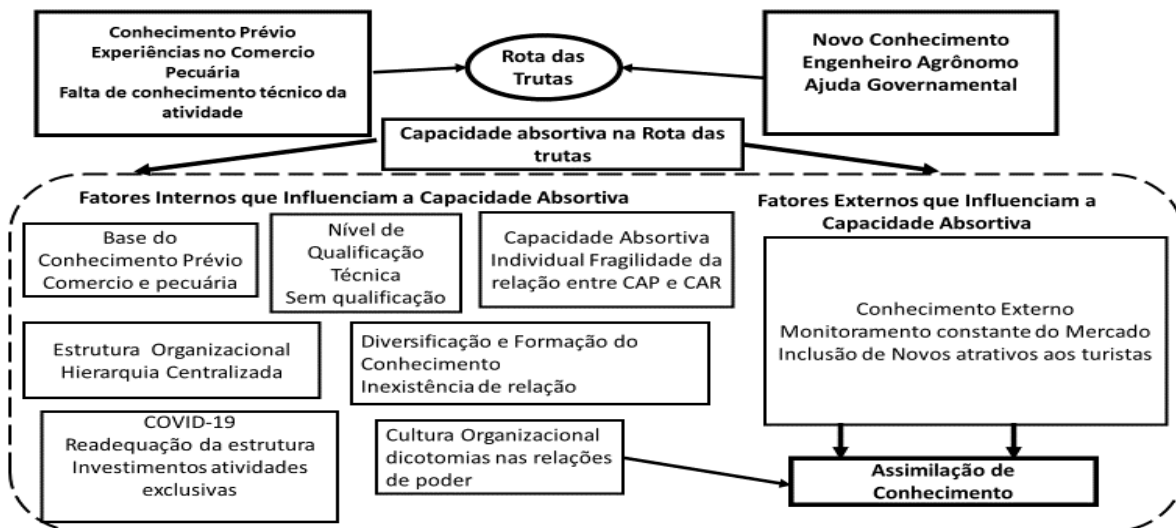 Conhecimento Prévio
Experiências no Comercio
Pecuária
Falta de conhecimento técnico da
atividade
Rota das
Trutas
Novo Conhecimento
Engenheiro Agrônomo
Ajuda Governamental
Capacidade absortiva na Rota das
trutas
Fatores Internos que Influenciam a Capacidade Absortiva
Fatores Externos que Influenciam a
Capacidade Absortiva
Base do
Conhecimento Prévio
Comercio e pecuária
Nível de
Qualificação
Técnica
Sem qualificação
Capacidade Absortiva
Individual Fragilidade da
relação entre CAP e CAR
Conhecimento Externo
Monitoramento constante do Mercado
Inclusão de Novos atrativos aos turistas
Estrutura Organizacional
Hierarquia Centralizada
Diversificação e Formação do
Conhecimento
Inexistência de relação
COVID-19
Readequação da estrutura
Investimentos atividades
exclusivas
Cultura Organizacional
dicotomias nas relações
de poder
Assimilação de
Conhecimento